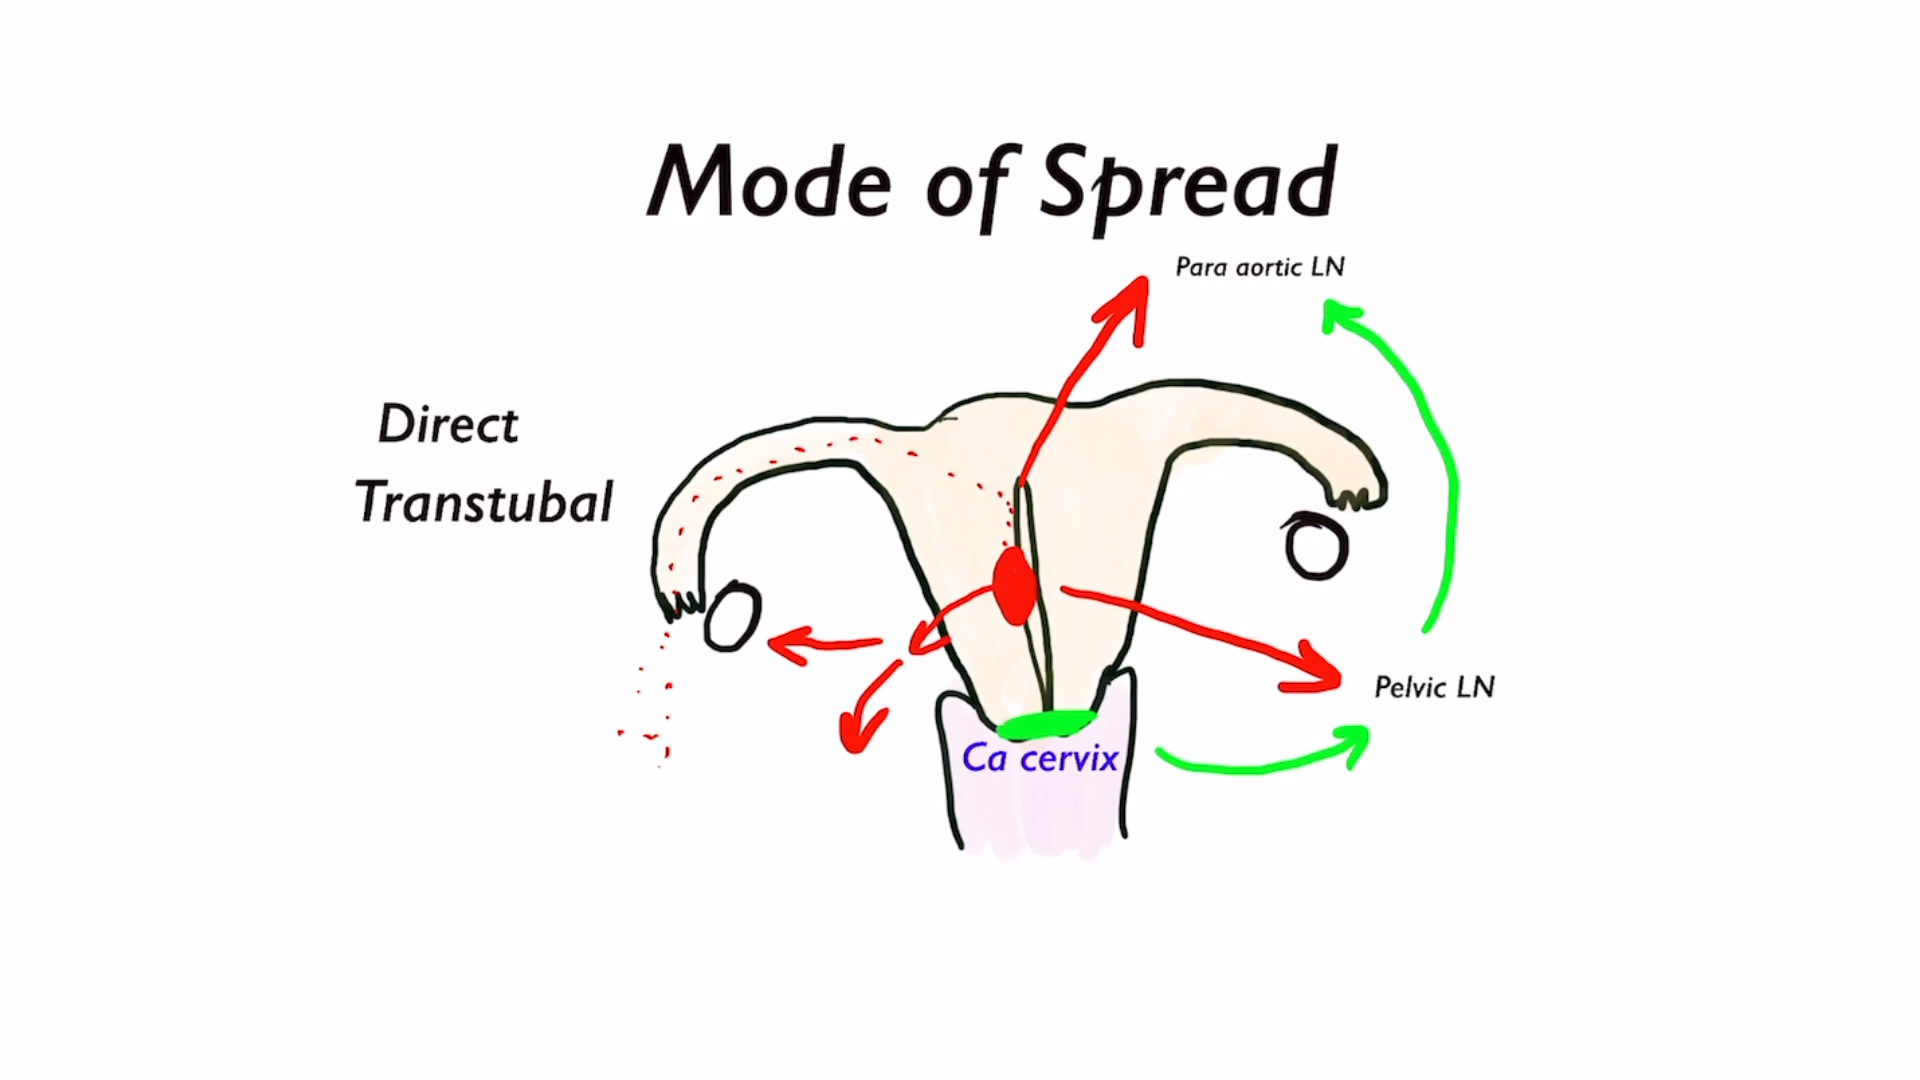 Mode of Spread
Para aortic LN
Direct
Transtubal
Pelvic LN
Ca cervix